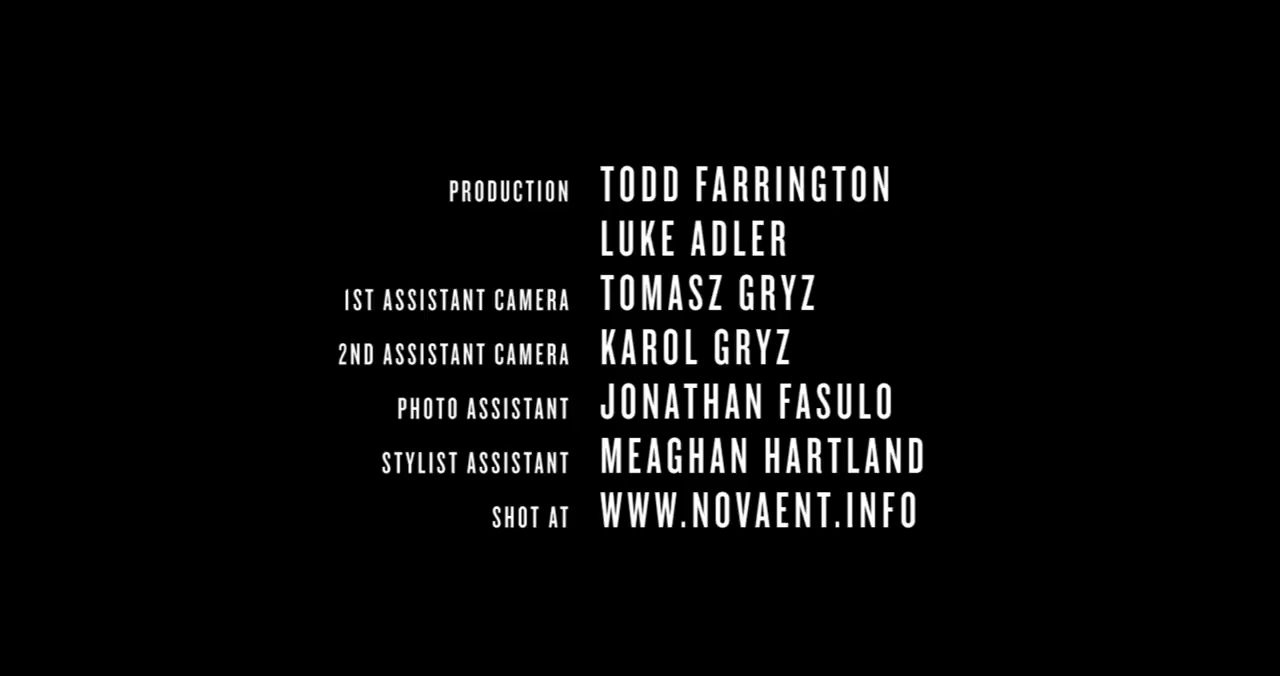 PRODUCTION TODD FARRINGTON
LUKE ADLER
1ST ASSISTANT CAMERA TOMASZ GRYZ
2ND ASSISTANT CAMERA KAROL GRYZ
PHOTO ASSISTANT JONATHAN FASULO
STYLIST ASSISTANT MEAGHAN HARTLAND
SHOT AT WWW.NOVAENT.INFO